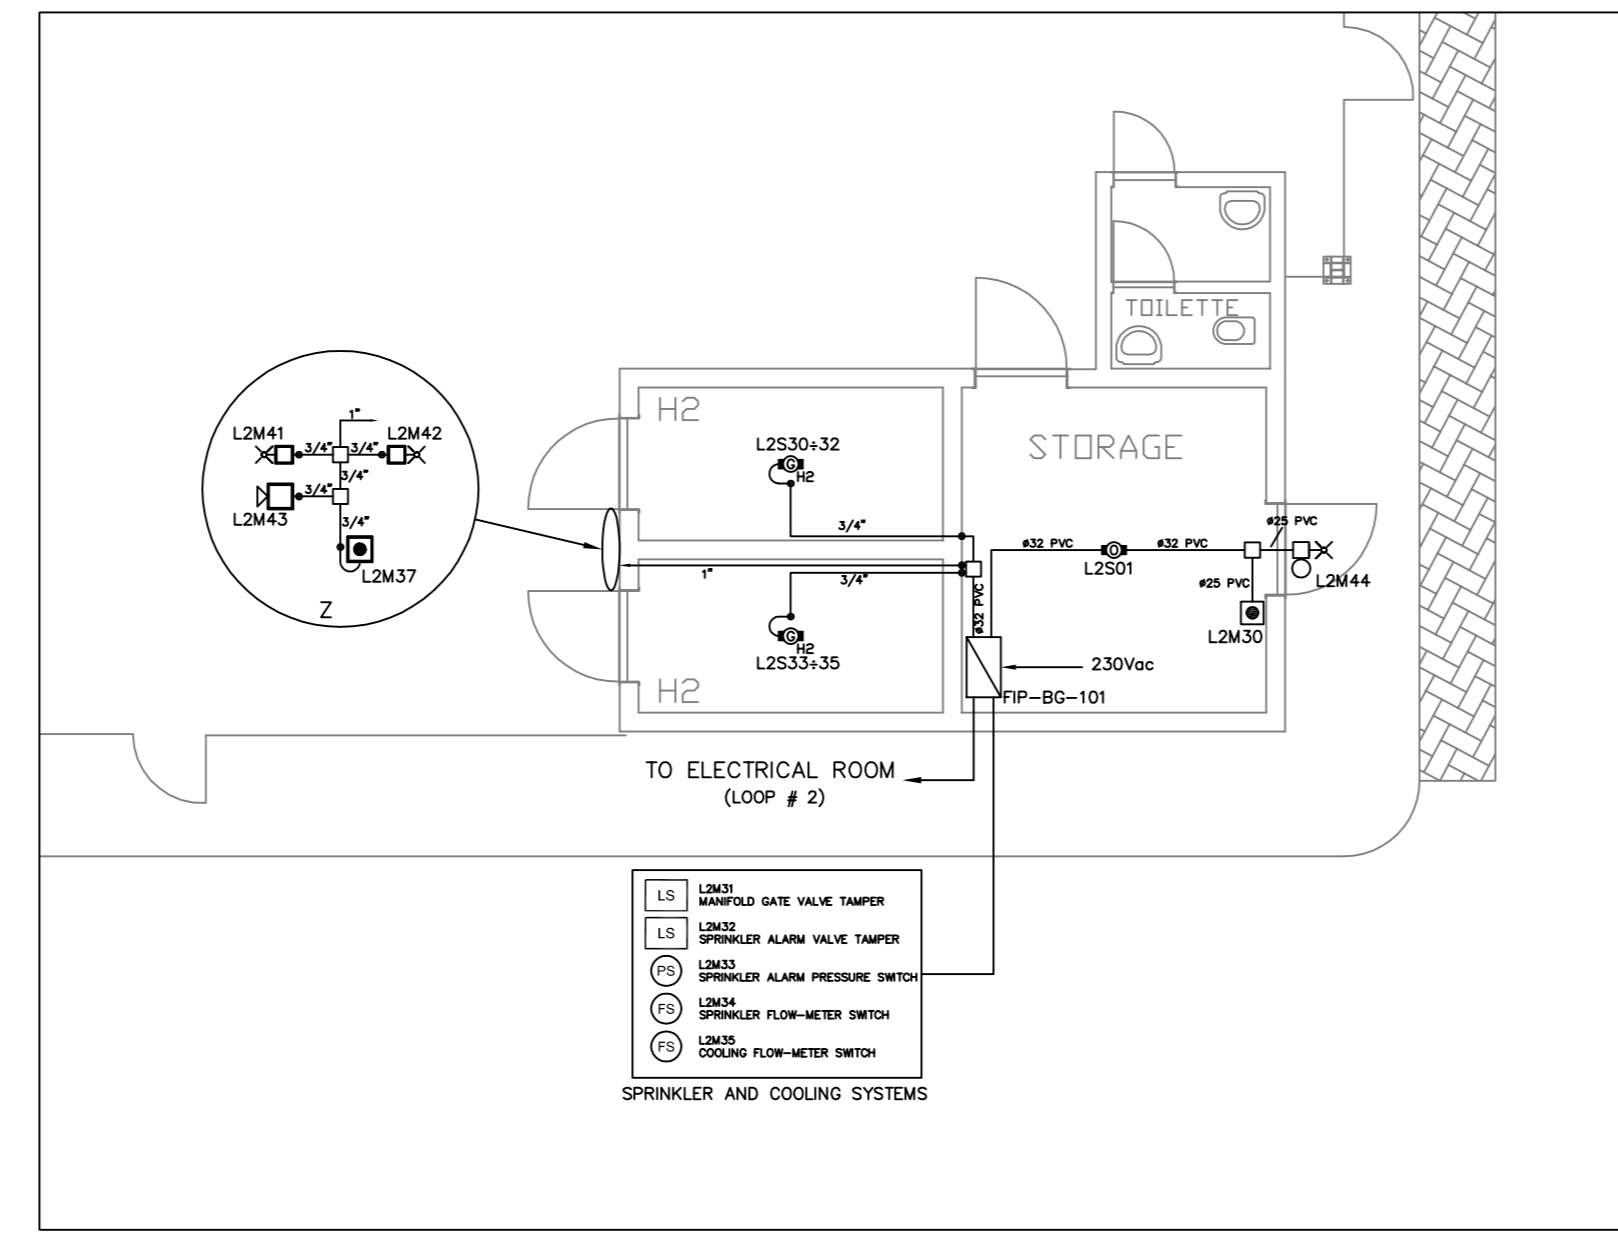 TOILETTE
H2
STORAGE
L2S30÷32
G
H2
3/4"
1"
L2M41
3/4"
3/4"
L2M42
3/4"
3/4"
L2M43
3/4"
L2M37
Z
ø25 PVC
ø32 PVC
O
ø32 PVC
L2S01
L2M44
ø25 PVC
L2M30
1"
3/4"
ø32 PVC
G
H2
L2S33÷35
H2
230Vac
FIP-BG-101
TO ELECTRICAL ROOM
(LOOP # 2)
LS
L2M31
MANIFOLD GATE VALVE TAMPER
LS
L2M32
SPRINKLER ALARM VALVE TAMPER
PS
L2M33
SPRINKLER ALARM PRESSURE SWITCH
FS
L2M34
SPRINKLER FLOW-METER SWITCH
FS
L2M35
COOLING FLOW-METER SWITCH
SPRINKLER AND COOLING SYSTEMS